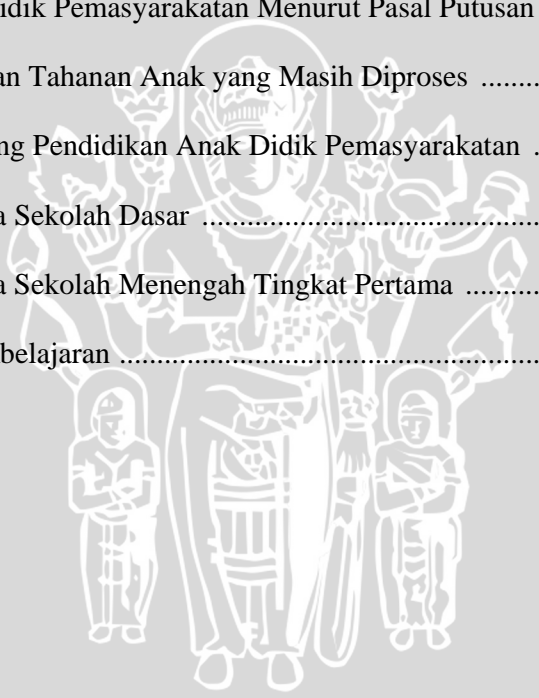 idik Pemasyarakatan Menurut Pasal Putusan
an Tahanan Anak yang Masih Diproses ........
ng Pendidikan Anak Didik Pemasyarakatan .
a Sekolah Dasar .............................................
a Sekolah Menengah Tingkat Pertama ..........
belajaran ........................................................